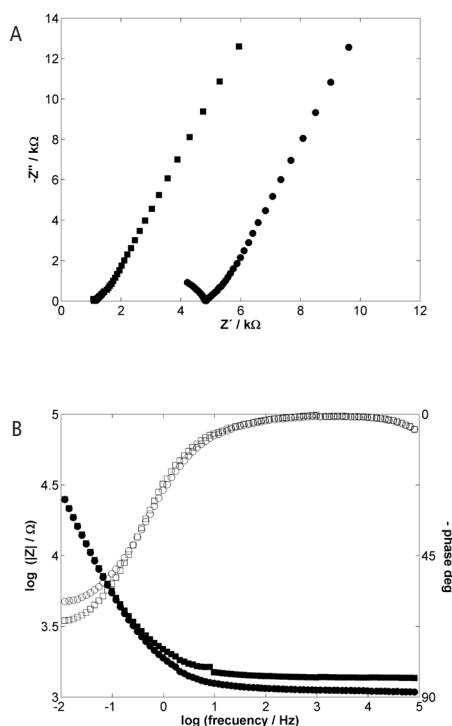 A
14
12
10
8
6
4
2
0
-Z'' / kΩ
0 2 4 6 8 10 12
Z´ / kΩ
B
5
4.5
4
3.5
3
log (|Z| / Ω)
0
45
90
- phase deg
-2 -1 0 1 2 3 4 5
log (frecuency / Hz)